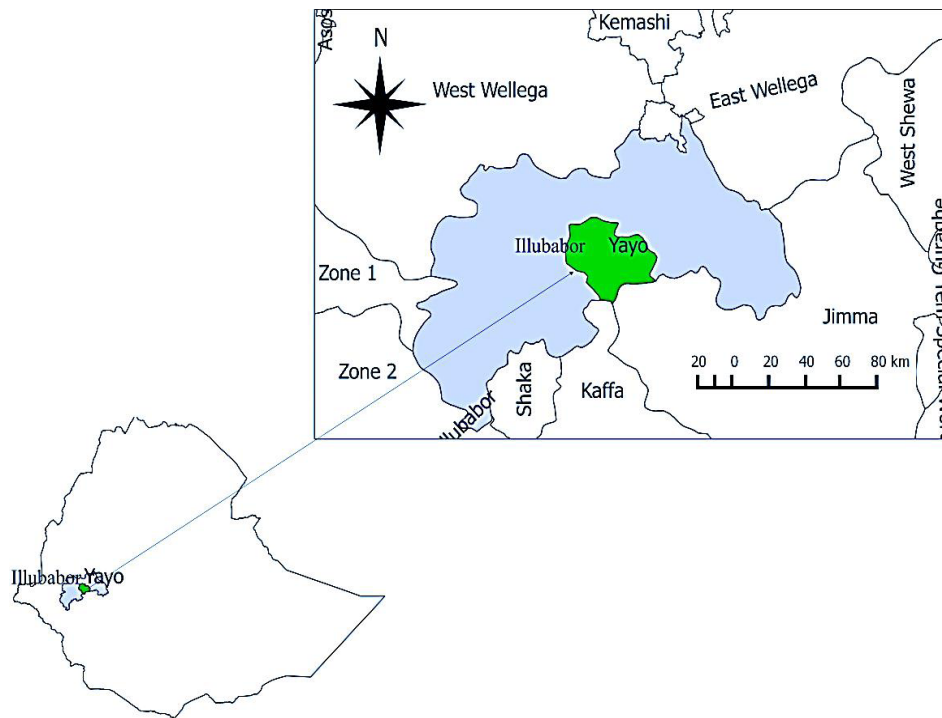 Kemashi
N
West Wellega
East Wellega
West Shewa
Illubabor
Yayo
Zone 1
Jimma
Zone 2
20 0 20 40 60 80 km
Shaka
Kaffa
Illubabor
Yayo